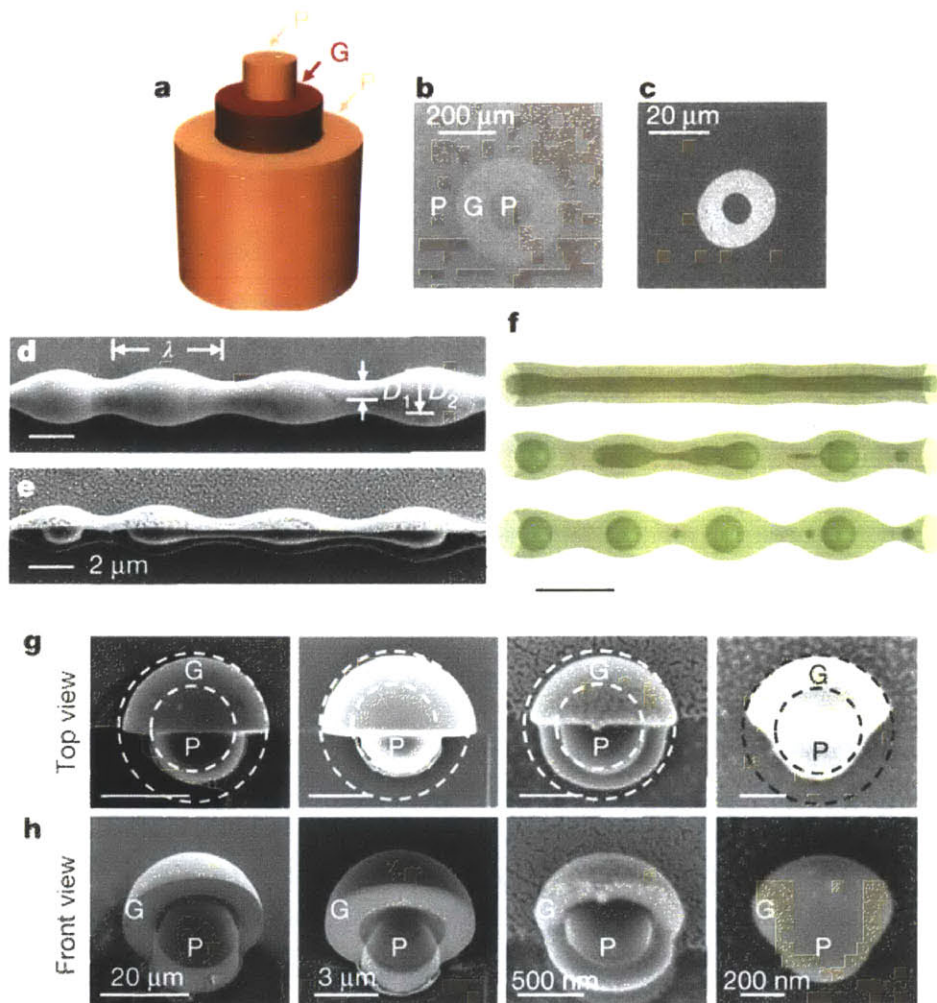 P
a
G
P
b
200 µm
P G P
c
20 µm
d
λ
D1 D2
e
2 µm
f
g
Top view
G
P
G
P
G
P
G
P
h
Front view
G
P
20 µm
G
P
3 µm
G
P
500 nm
G
P
200 nm